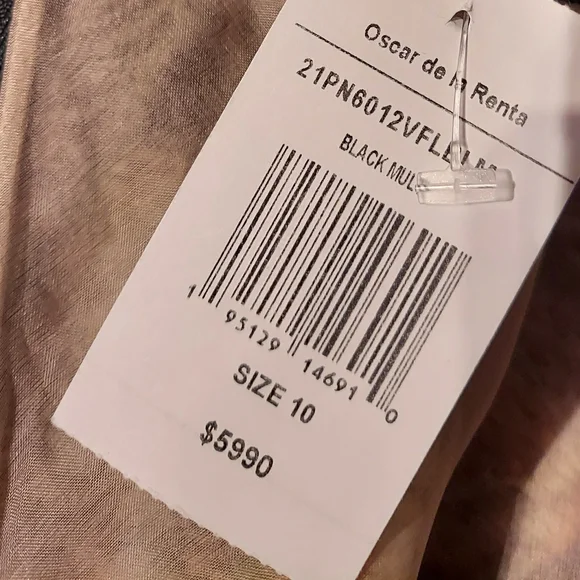 Oscar de la Renta
21PN6012VFL
BLACK
1 95129 14691 0
SIZE 10
$5990